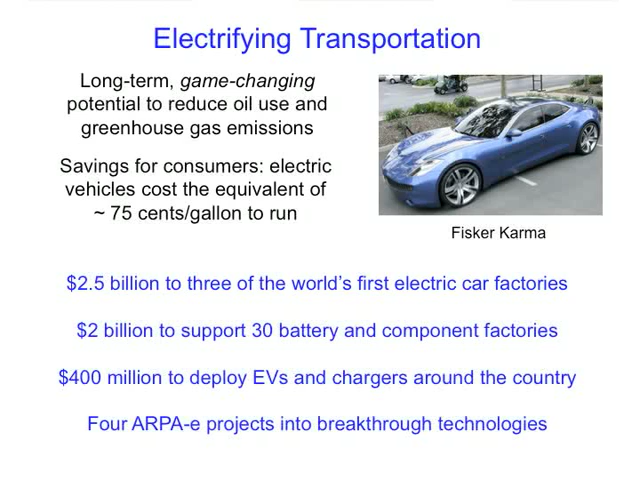 Electrifying Transportation
Long-term, game-changing
potential to reduce oil use and
greenhouse gas emissions
Savings for consumers: electric
vehicles cost the equivalent of
~ 75 cents/gallon to run
Fisker Karma
$2.5 billion to three of the world’s first electric car factories
$2 billion to support 30 battery and component factories
$400 million to deploy EVs and chargers around the country
Four ARPA-e projects into breakthrough technologies